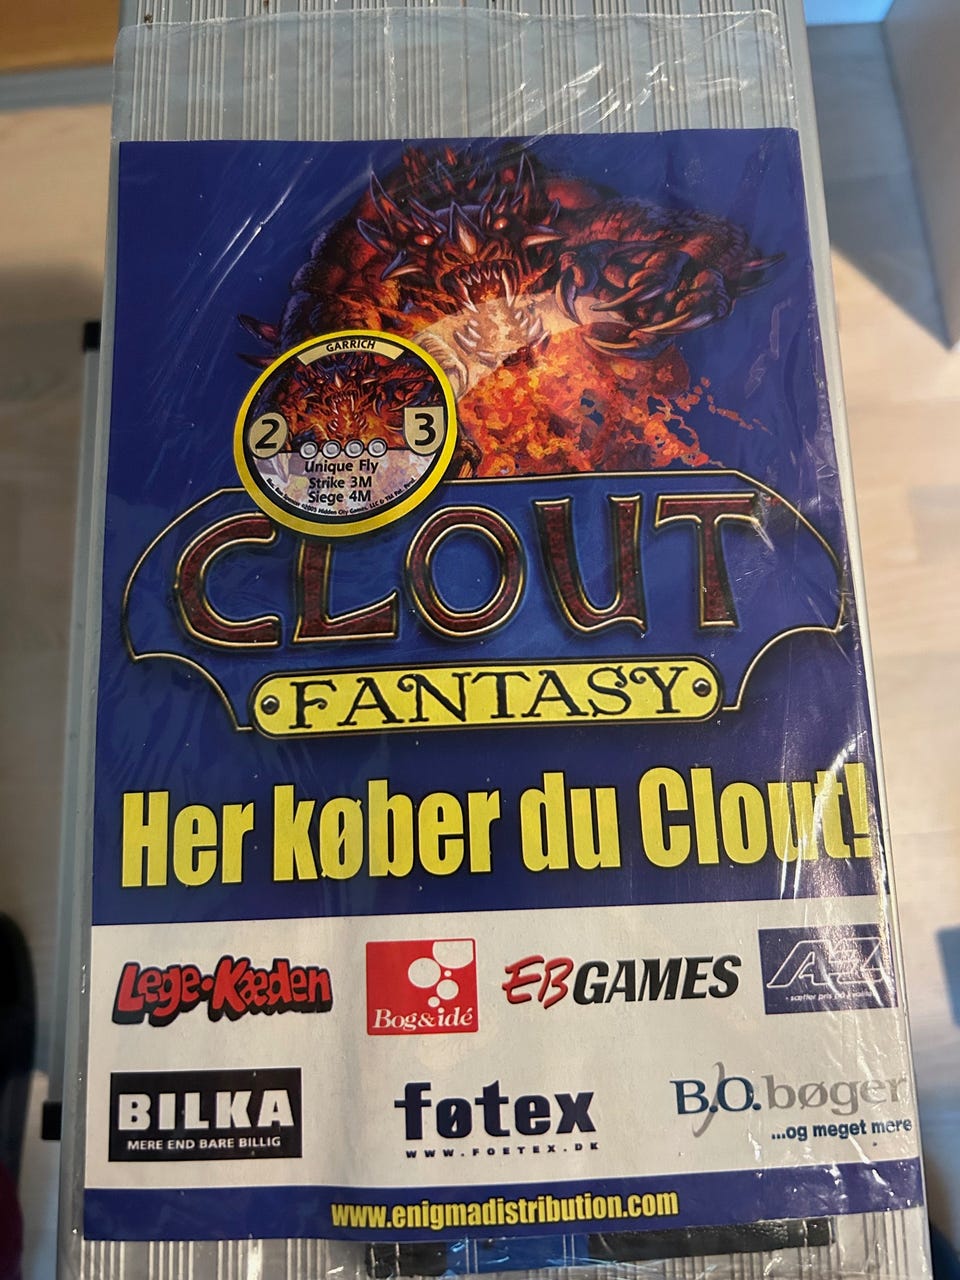 GARRICH
2
3
Unique Fly
Strike 3M
Siege 4M
CLOUT
FANTASY
Her køber du Clout!
Lege•Kæden
Bog&idé
EBGAMES
A-Z
BILKA
MERE END BARE BILLIG
føtex
WWW.FOETEX.DK
B.O.bøger
...og meget mere
www.enigmadistribution.com